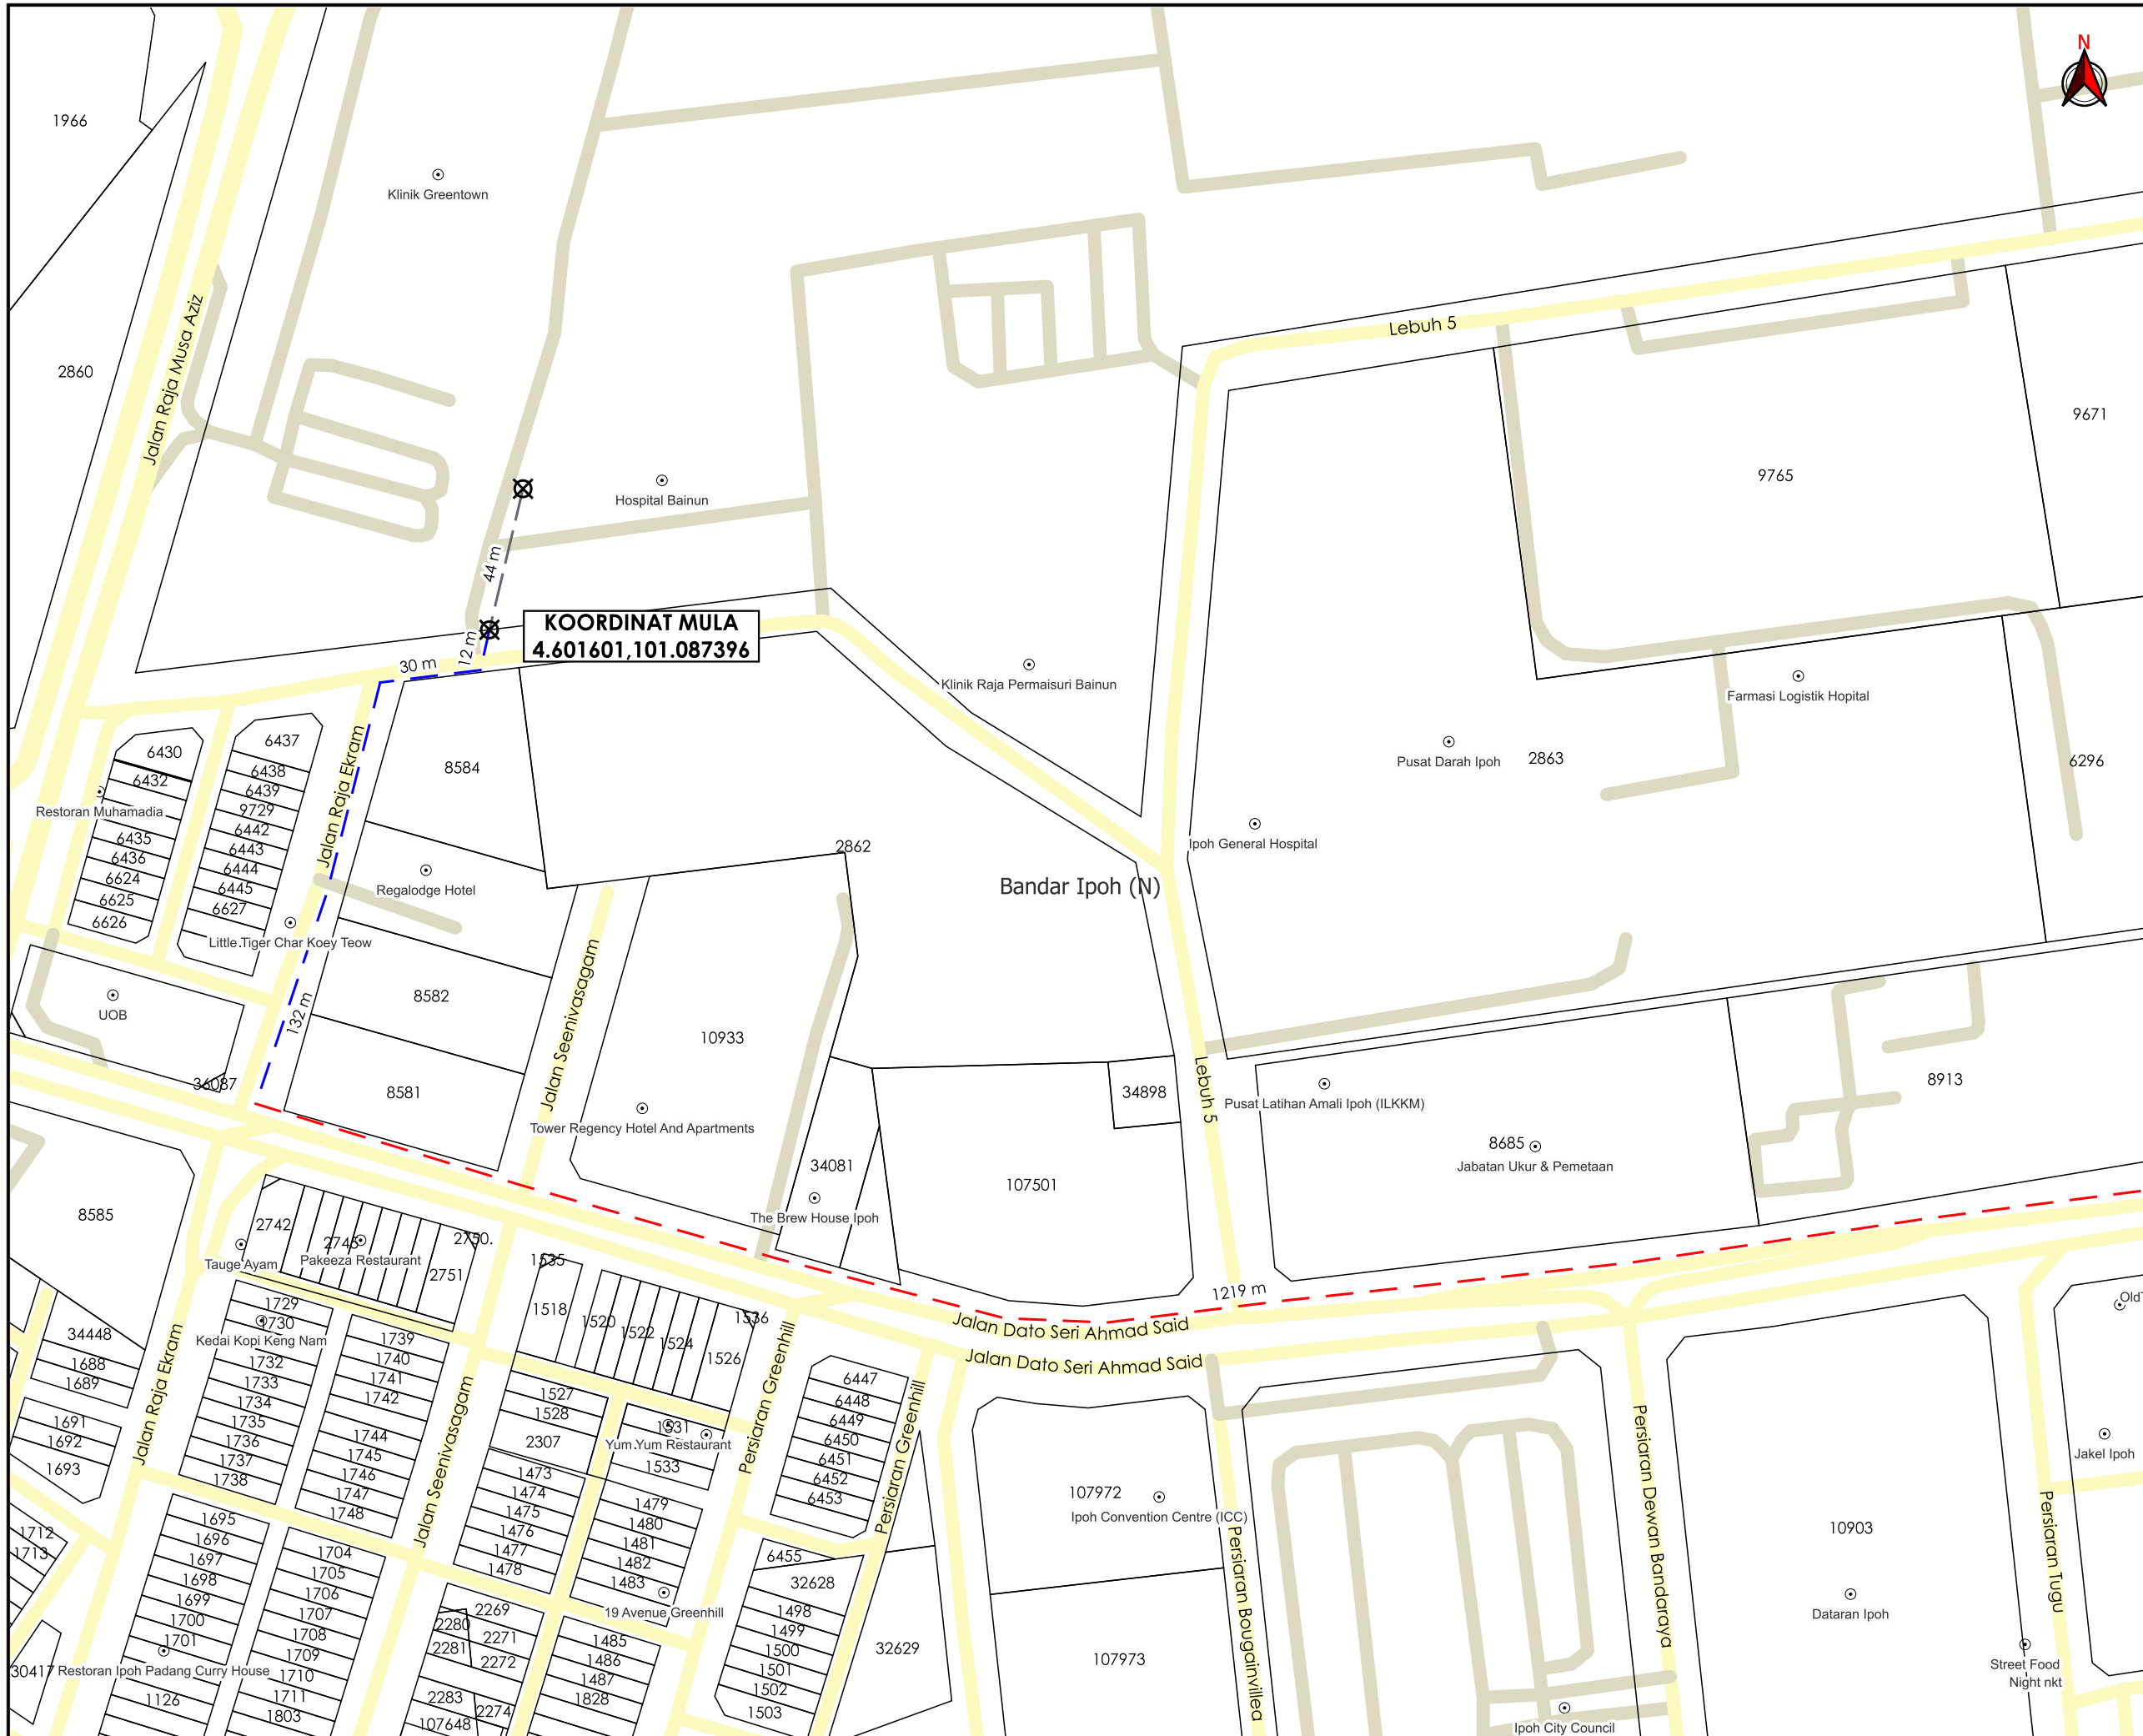 N
1966
Klinik Greentown
Jalan Raja Musa Aziz
Lebuh 5
2860
9671
9765
Hospital Bainun
44 m
KOORDINAT MULA
4.601601,101.087396
12 m
30 m
Klinik Raja Permaisuri Bainun
Farmasi Logistik Hopital
Pusat Darah Ipoh
2863
6296
6430
6432
6435
6436
6624
6625
6626
Restoran Muhamadia
6437
6438
6439
9729
6442
6443
6444
6445
6627
Jalan Raja Ekram
8584
2862
Ipoh General Hospital
Bandar Ipoh (N)
Regalodge Hotel
Little Tiger Char Koey Teow
UOB
132 m
8582
Jalan Seenivasagam
10933
36087
8581
34898
Lebuh 5
Pusat Latihan Amali Ipoh (ILKKM)
8913
Tower Regency Hotel And Apartments
8685
Jabatan Ukur & Pemetaan
34081
107501
The Brew House Ipoh
8585
2742
2745
2750
2751
Tauge Ayam
Pakeeza Restaurant
1535
1518
1520
1522
1524
1526
1536
1219 m
Jalan Dato Seri Ahmad Said
Jalan Dato Seri Ahmad Said
34448
1688
1689
1691
1692
1693
Jalan Raja Ekram
1729
1730
Kedai Kopi Keng Nam
1732
1733
1734
1735
1736
1737
1738
1739
1740
1741
1742
1744
1745
1746
1747
1748
Jalan Seenivasagam
1527
1528
2307
1473
1474
1475
1476
1477
1478
1531
Yum Yum Restaurant
1533
1479
1480
1481
1482
1483
19 Avenue Greenhill
Persiaran Greenhill
6447
6448
6449
6450
6451
6452
6453
Persiaran Greenhill
6455
32628
1498
1499
1500
1501
1502
1503
32629
107972
Ipoh Convention Centre (ICC)
107973
Persiaran Bougainvillea
Persiaran Dewan Bandaraya
Jakel Ipoh
10903
Dataran Ipoh
Persiaran Tugu
Street Food
Night nkt
Ipoh City Council
1712
1713
30417
1695
1696
1697
1698
1699
1700
1701
Restoran Ipoh Padang Curry House
1126
1704
1705
1706
1707
1708
1709
1710
1711
1803
2269
2280
2271
2281
2272
2283
2274
107648
1485
1486
1487
1828